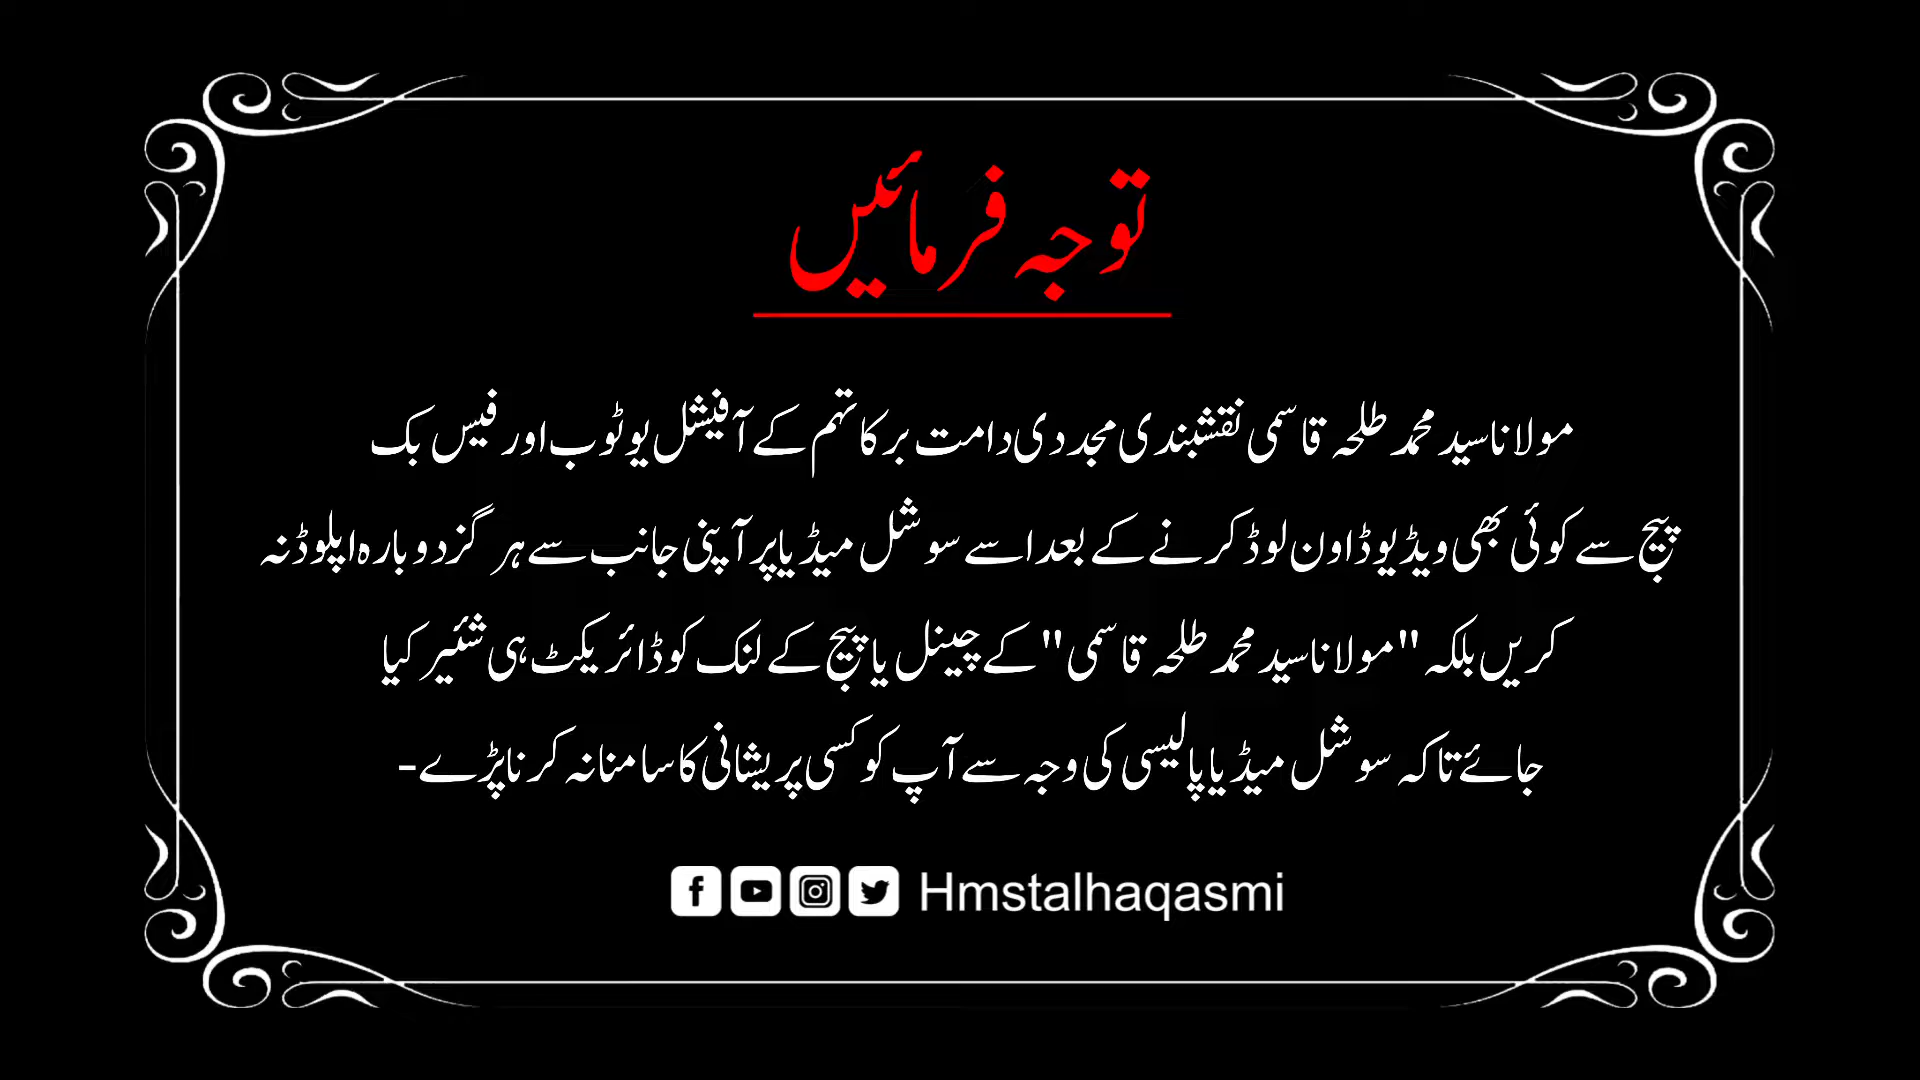 توجہ فرمائیں
مولانا سید محمد طلحہ قاسمی نقشبندی مجددی دامت برکاتہم کے آفیشل یوٹوب اور فیس بک
پیج سے کوئی بھی ویڈیو ڈاون لوڈ کرنے کے بعد اسے سوشل میڈیا پر آپنی جانب سے ہر گز دوبارہ اپلوڈ نہ
کریں بلکہ "مولانا سید محمد طلحہ قاسمی" کے چینل یا پیج کے لنک کو ڈائریکٹ ہی شئیر کیا
جائے تاکہ سوشل میڈیا پالیسی کی وجہ سے آپ کو کسی پریشانی کا سامنا نہ کرنا پڑے-
Hmstalhaqasmi